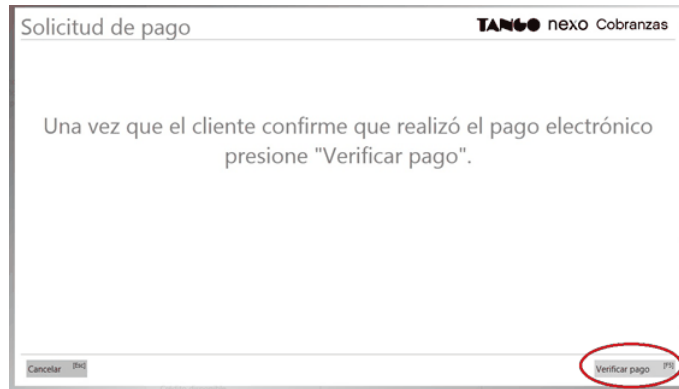 Solicitud de pago
TANGO nexo Cobranzas
Una vez que el cliente confirme que realizó el pago electrónico
presione "Verificar pago".
Cancelar [Esc]
Verificar pago [F5]